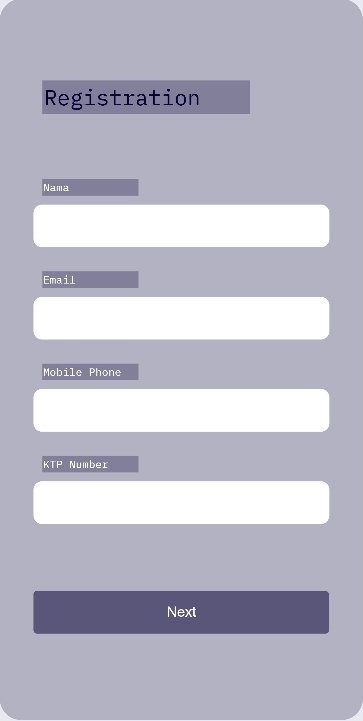 Registration
Nama
Email
Mobile Phone
KTP Number
Next